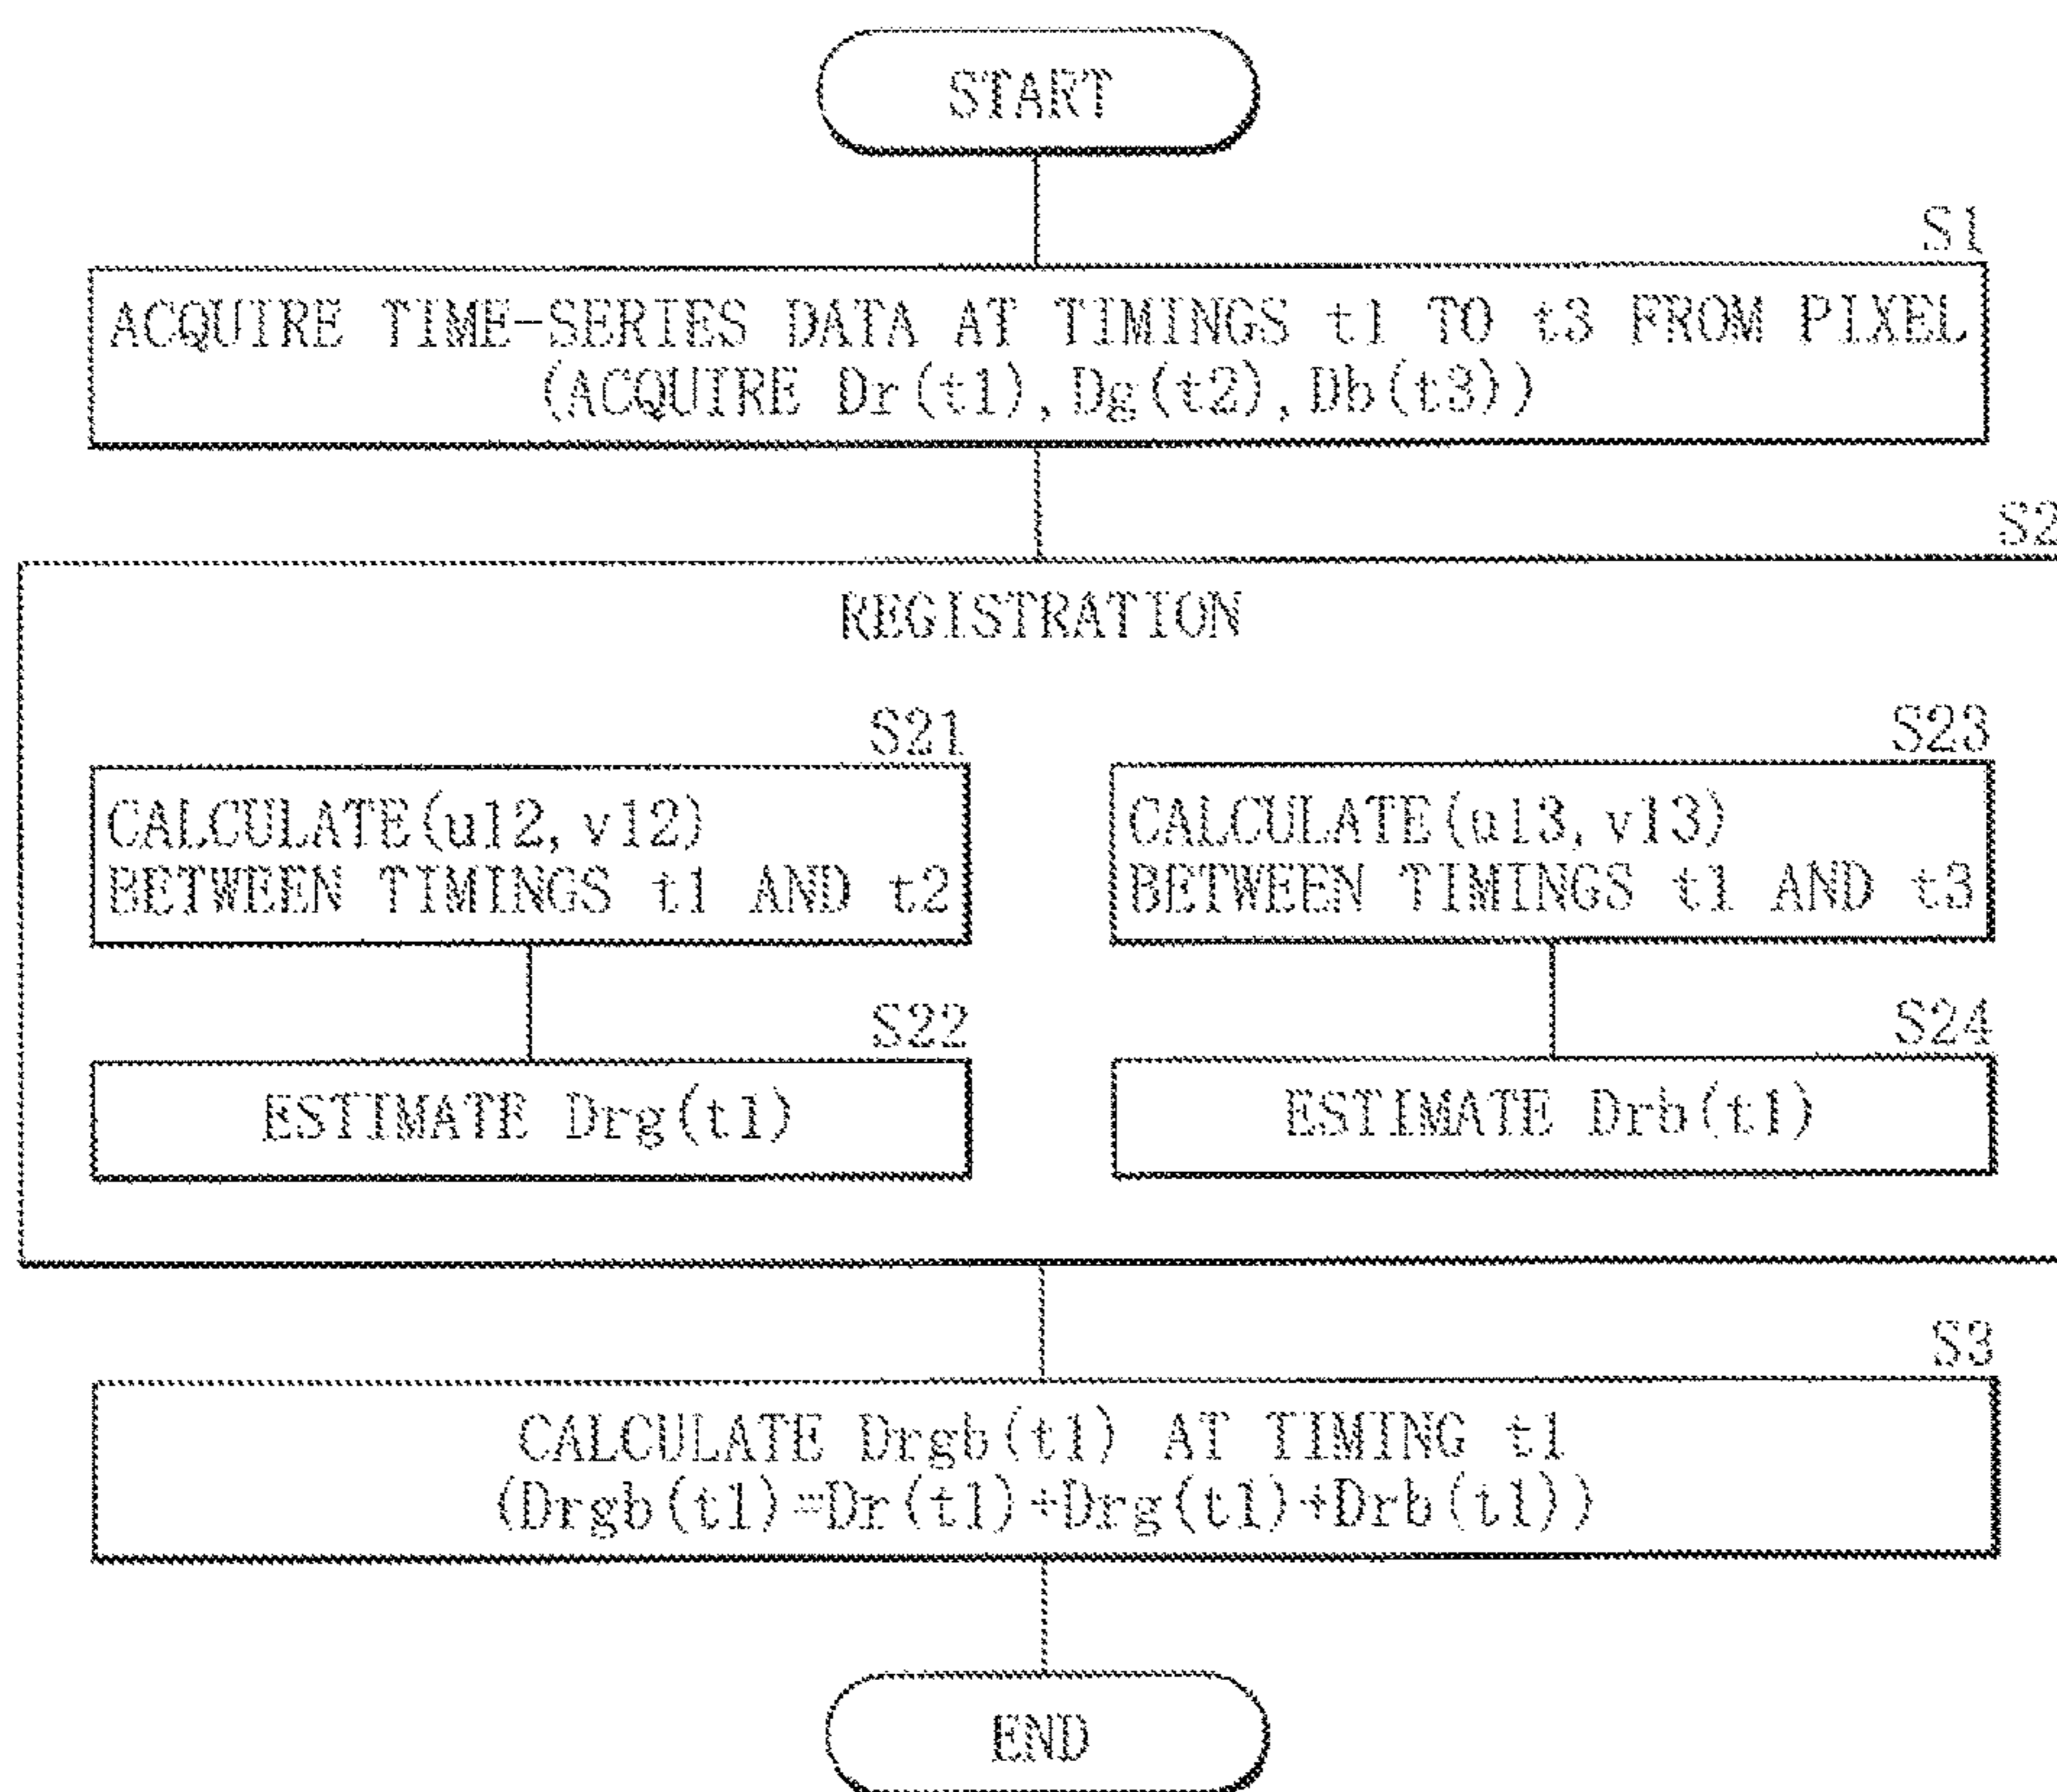 START
S1
ACQUIRE TIME-SERIES DATA AT TIMINGS t1 TO t3 FROM PIXEL
(ACQUIRE Dr(t1),Dg(t2),Db(t3))
S2
REGISTRATION
S21
CALCULATE(u12,v12)
BETWEEN TIMINGS t1 AND t2
S22
ESTIMATE Drg(t1)
S23
CALCULATE(u13,v13)
BETWEEN TIMINGS t1 AND t3
S24
ESTIMATE Drb(t1)
S3
CALCULATE Drgb(t1) AT TIMING t1
(Drgb(t1)=Dr(t1)+Drg(t1)+Drb(t1))
END